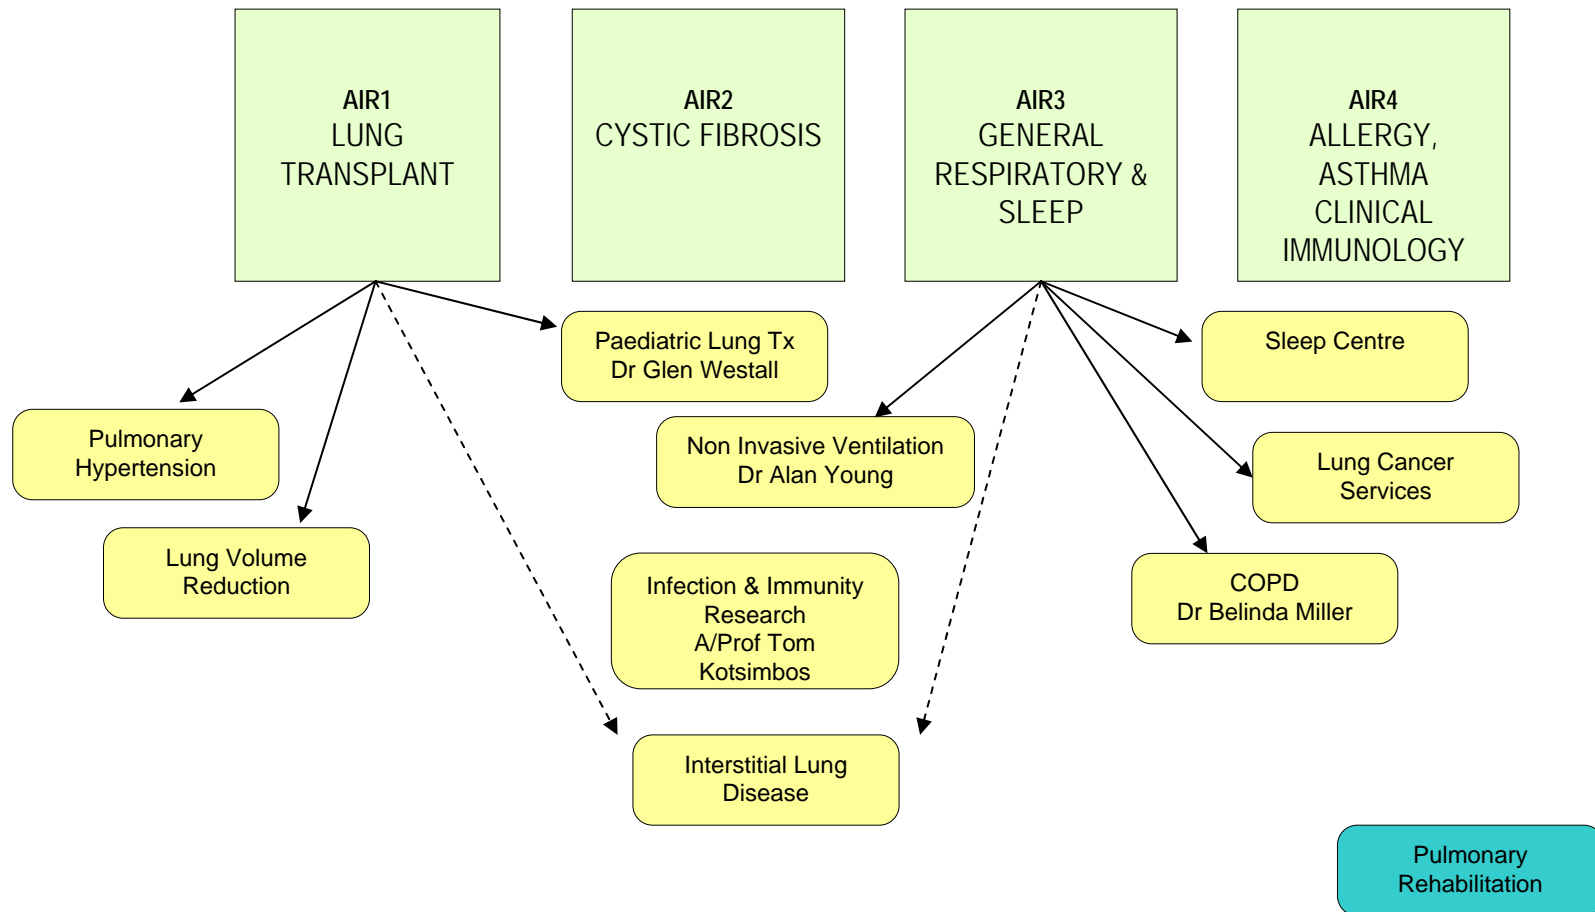 AIR1
LUNG
TRANSPLANT
AIR2
CYSTIC FIBROSIS
AIR3
GENERAL
RESPIRATORY &
SLEEP
AIR4
ALLERGY,
ASTHMA
CLINICAL
IMMUNOLOGY
Paediatric Lung Tx
Dr Glen Westall
Sleep Centre
Pulmonary
Hypertension
Non Invasive Ventilation
Dr Alan Young
Lung Cancer
Services
Lung Volume
Reduction
Infection & Immunity
Research
A/Prof Tom
Kotsimbos
COPD
Dr Belinda Miller
Interstitial Lung
Disease
Pulmonary
Rehabilitation